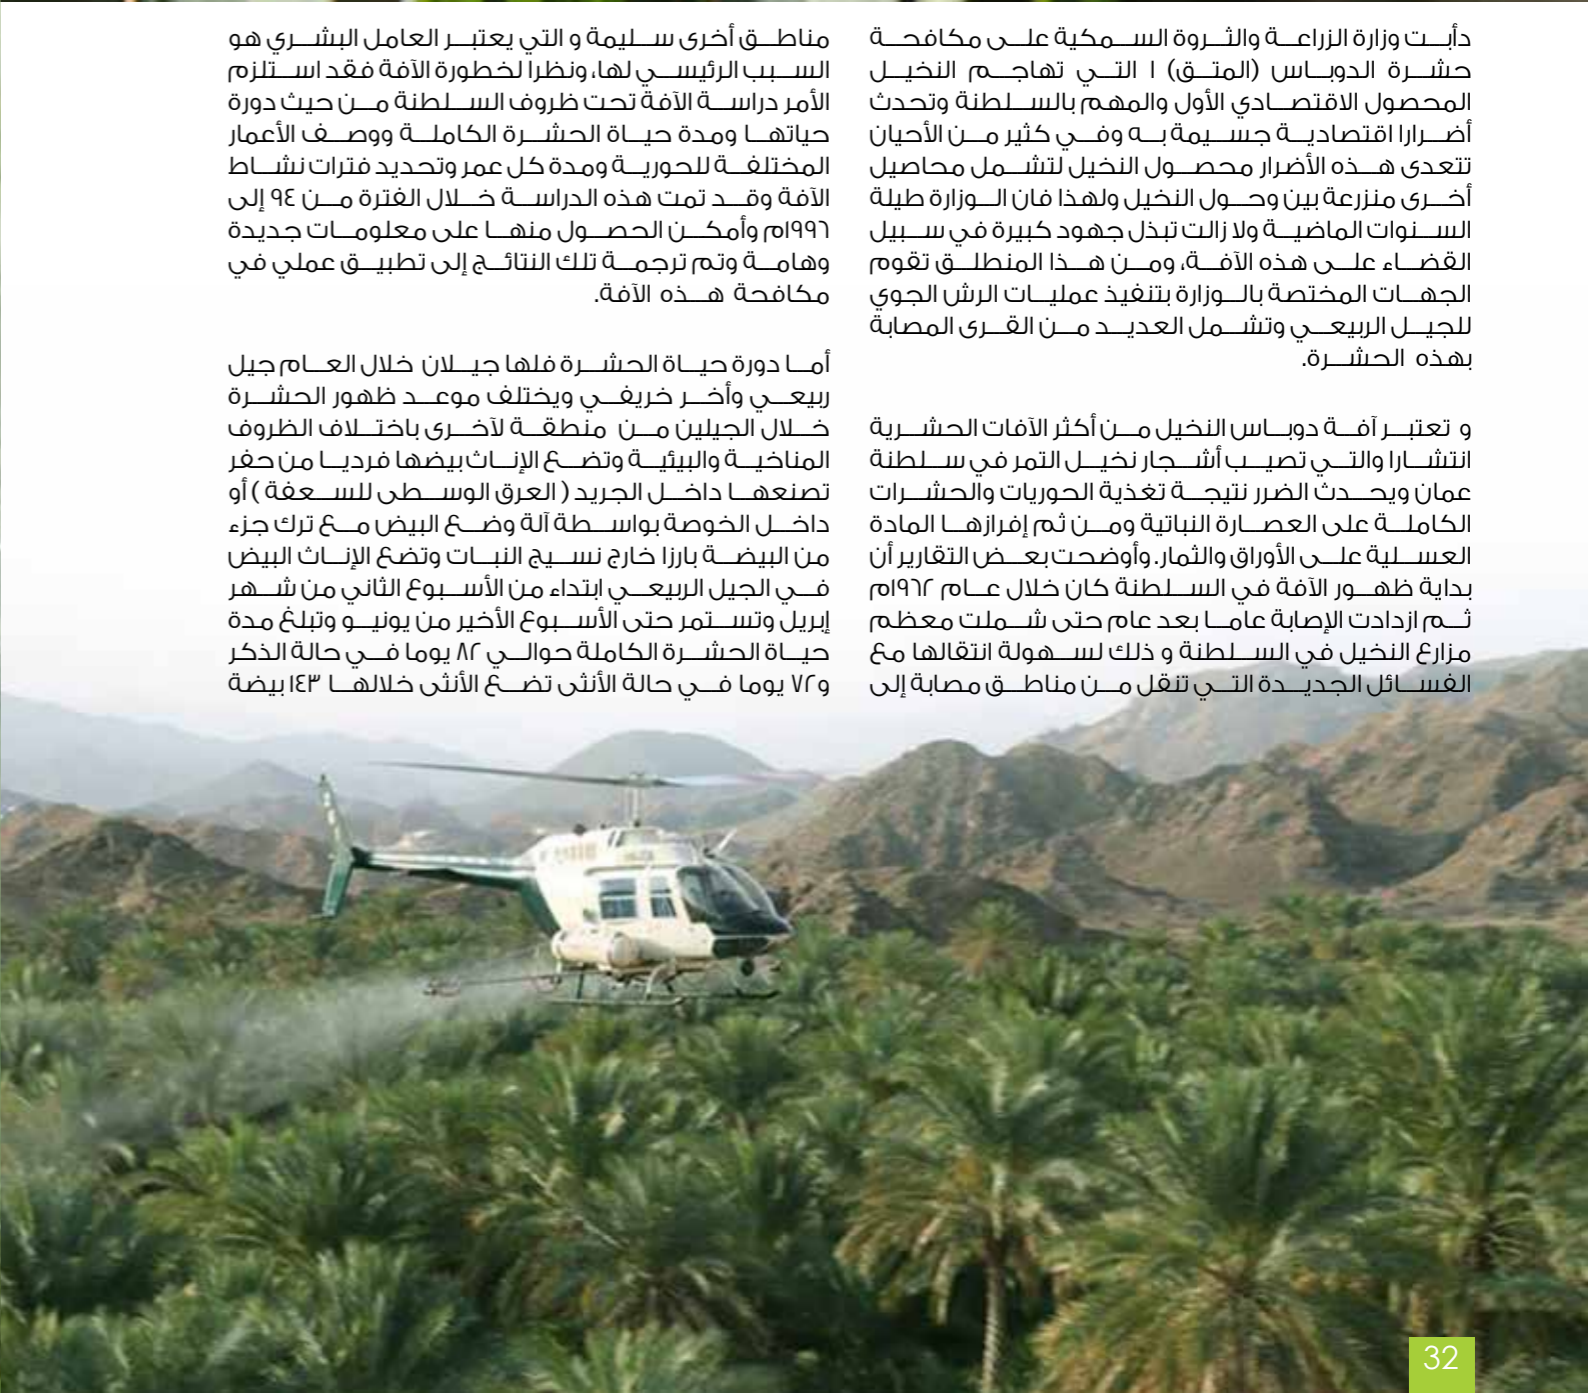 دأبت وزارة الزراعة والثروة السمكية على مكافحة
حشرة الدوباس (المتق) ا التي تهاجم النخيل
المحصول الاقتصادي الأول والمهم بالسلطنة وتحدث
أضرارا اقتصادية جسيمة به وفي كثير من الأحيان
تتعدى هذه الأضرار محصول النخيل لتشمل محاصيل
أخرى منزرعة بين وحول النخيل ولهذا فان الوزارة طيلة
السنوات الماضية ولا زالت تبذل جهود كبيرة في سبيل
القضاء على هذه الآفة، ومن هذا المنطلق تقوم
الجهات المختصة بالوزارة بتنفيذ عمليات الرش الجوي
للجيل الربيعي وتشمل العديد من القرى المصابة
بهذه الحشرة.
و تعتبر آفة دوباس النخيل من أكثر الآفات الحشرية
انتشارا والتي تصيب أشجار نخيل التمر في سلطنة
عمان ويحدث الضرر نتيجة تغذية الحوريات والحشرات
الكاملة على العصارة النباتية ومن ثم إفرازها المادة
العسلية على الأوراق والثمار. وأوضحت بعض التقارير أن
بداية ظهور الآفة في السلطنة كان خلال عام ١٩٦٢م
ثم ازدادت الإصابة عاما بعد عام حتى شملت معظم
مزارع النخيل في السلطنة و ذلك لسهولة انتقالها مع
الفسائل الجديدة التي تنقل من مناطق مصابة إلى
مناطق أخرى سليمة و التي يعتبر العامل البشري هو
السبب الرئيسي لها، ونظرا لخطورة الآفة فقد استلزم
الأمر دراسة الآفة تحت ظروف السلطنة من حيث دورة
حياتها ومدة حياة الحشرة الكاملة ووصف الأعمار
المختلفة للحورية ومدة كل عمر وتحديد فترات نشاط
الآفة وقد تمت هذه الدراسة خلال الفترة من ٩٤ إلى
١٩٩٦م وأمكن الحصول منها على معلومات جديدة
وهامة وتم ترجمة تلك النتائج إلى تطبيق عملي في
مكافحة هذه الآفة.
أما دورة حياة الحشرة فلها جيلان خلال العام جيل
ربيعي وأخر خريفي ويختلف موعد ظهور الحشرة
خلال الجيلين من منطقة لآخرى باختلاف الظروف
المناخية والبيئية وتضع الإناث بيضها فرديا من حفر
تصنعها داخل الجريد ( العرق الوسطى للسعفة ) أو
داخل الخوصة بواسطة آلة وضع البيض مع ترك جزء
من البيضة بارزا خارج نسيج النبات وتضع الإناث البيض
في الجيل الربيعي ابتداء من الأسبوع الثاني من شهر
إبريل وتستمر حتى الأسبوع الأخير من يونيو وتبلغ مدة
حياة الحشرة الكاملة حوالي ٨٢ يوما في حالة الذكر
و٧٢ يوما في حالة الأنثى تضع الأنثى خلالها ١٤٣ بيضة
32